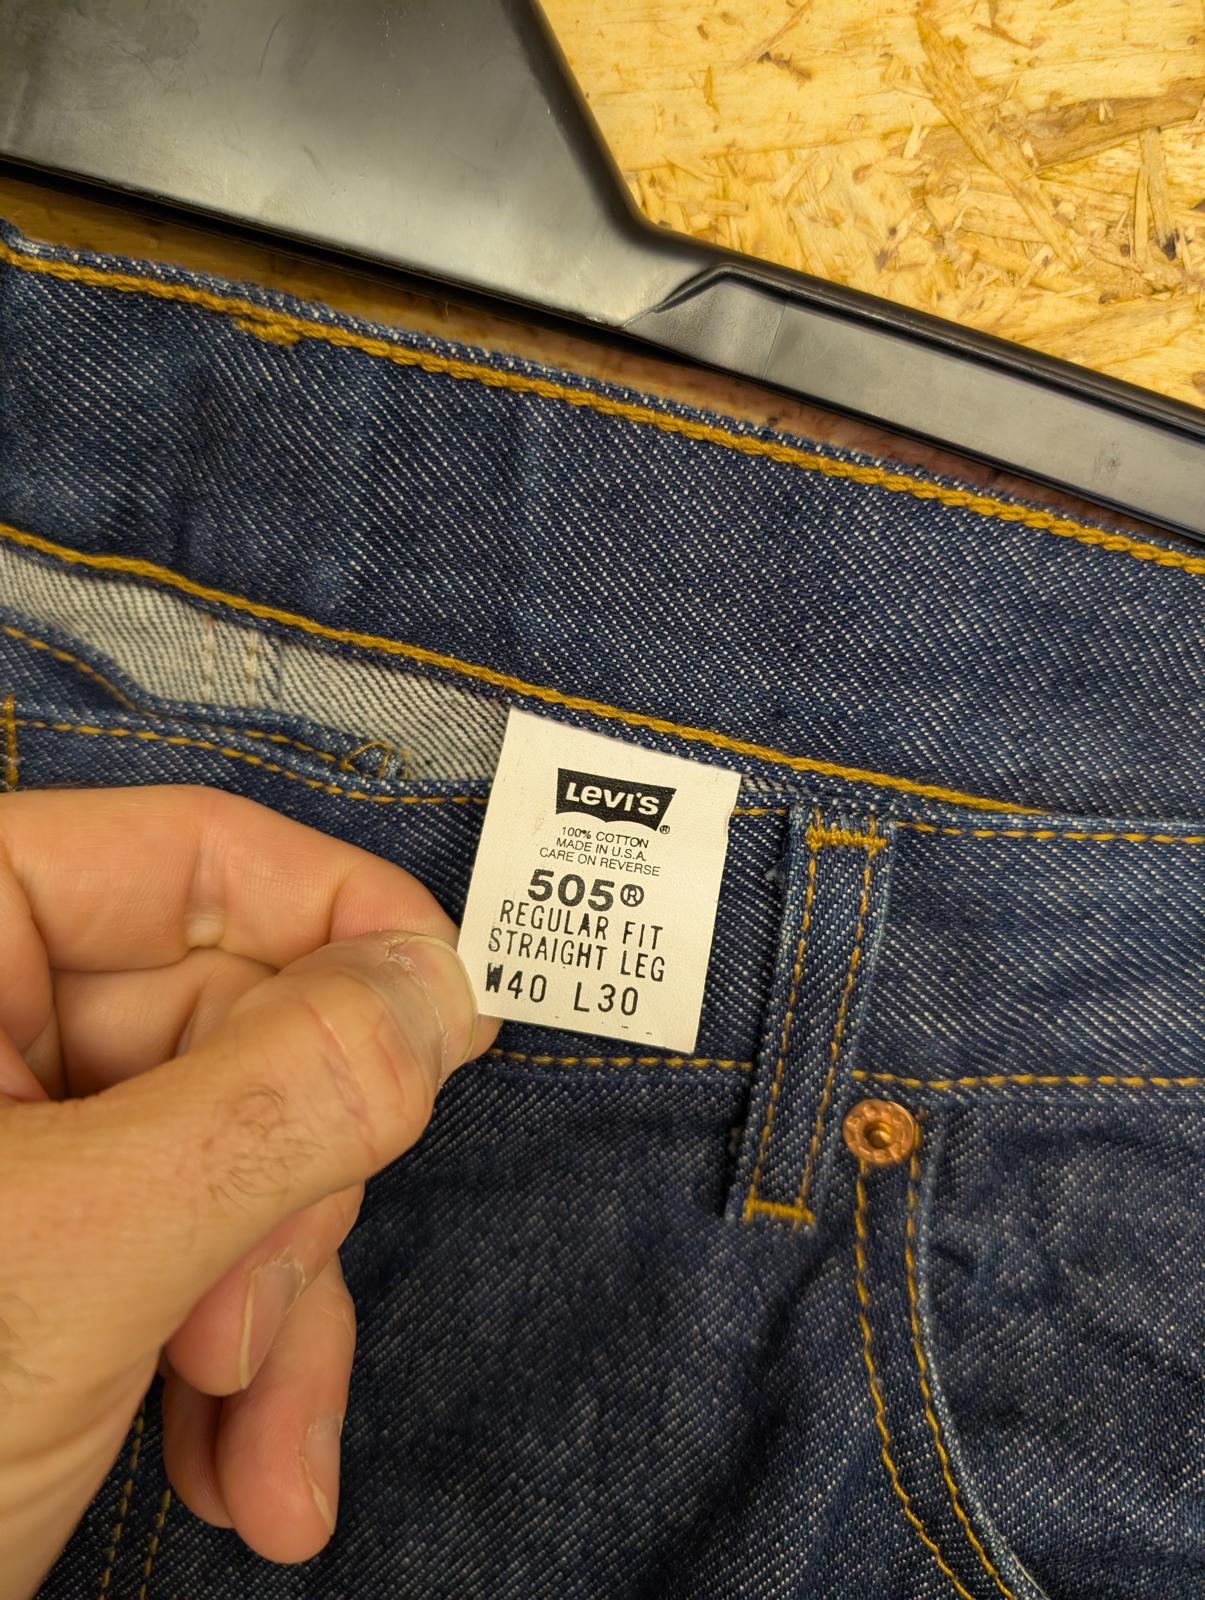 Levi's®
100% COTTON
MADE IN U.S.A.
CARE ON REVERSE
505®
REGULAR FIT
STRAIGHT LEG
W40 L30